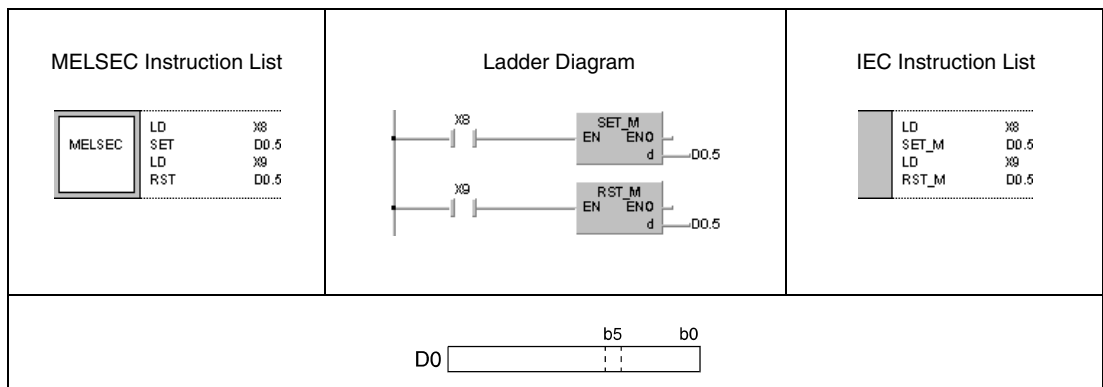 MELSEC Instruction List
MELSEC
LD X8
SET D0.5
LD X9
RST D0.5
Ladder Diagram
X8
SET_M
EN ENO
d
D0.5
X9
RST_M
EN ENO
d
D0.5
IEC Instruction List
LD X8
SET_M D0.5
LD X9
RST_M D0.5
b5 b0
D0